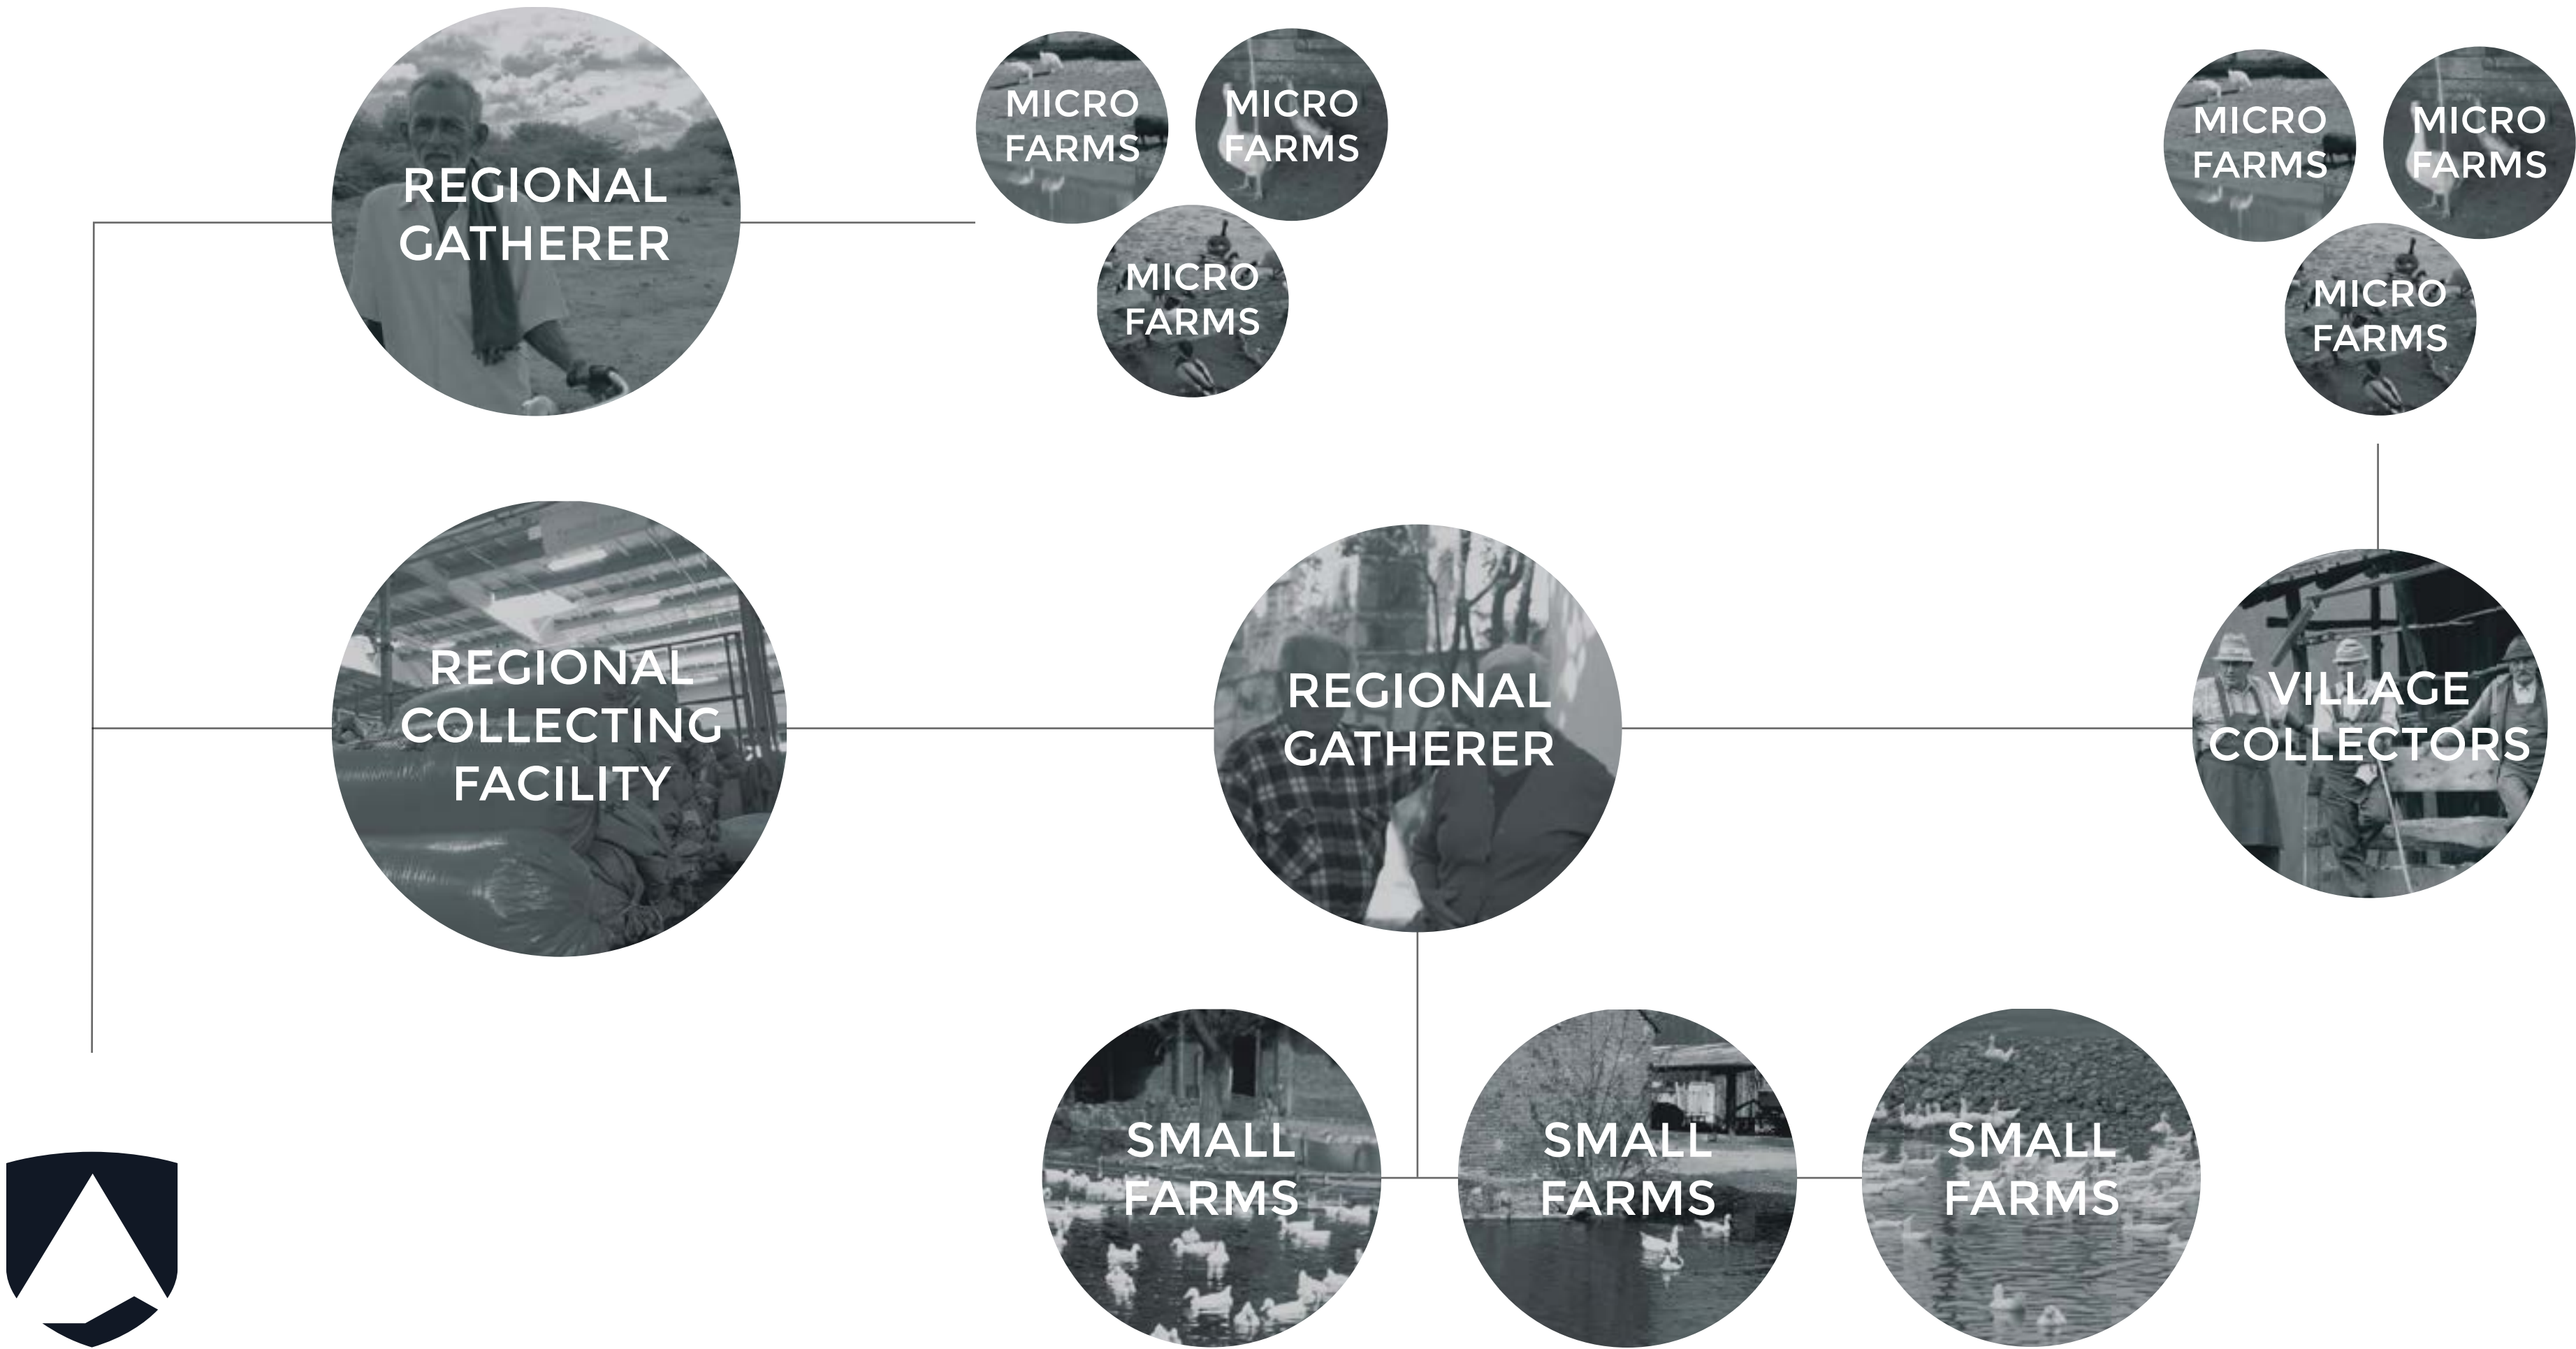 REGIONAL
GATHERER
MICRO
FARMS
MICRO
FARMS
MICRO
FARMS
MICRO
FARMS
MICRO
FARMS
MICRO
FARMS
REGIONAL
COLLECTING
FACILITY
REGIONAL
GATHERER
VILLAGE
COLLECTORS
SMALL
FARMS
SMALL
FARMS
SMALL
FARMS